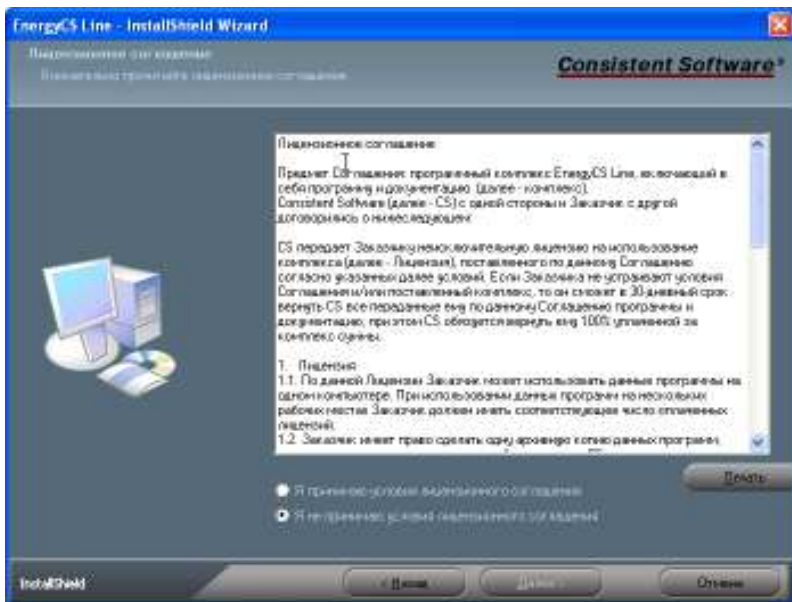 EnergyCS Line - InstallShield Wizard
Лицензионное соглашение
Внимательно прочитайте лицензионное соглашение
Consistent Software®
Лицензионное соглашение
Предмет Соглашения: программный комплекс EnergyCS Line, включающий в
себя программу и документацию (далее - комплекс).
Consistent Software (далее - CS) с одной стороны и Заказчик с другой
договорились о нижеследующем:
CS передает Заказчику неисключительную лицензию на использование
комплекса (далее - Лицензия), поставленного по данному Соглашению
согласно указанных далее условий. Если Заказчика не устраивают условия
Соглашения и/или поставленный комплекс, то он сможет в 30-дневный срок
вернуть CS все переданные ему по данному Соглашению программы и
документацию, при этом CS обязуется вернуть ему 100% уплаченной за
комплекс суммы.
1. Лицензия
1.1. По данной Лицензии Заказчик может использовать данные программы на
одном компьютере. При использовании данных программ на нескольких
рабочих местах Заказчик должен иметь соответствующее число оплаченных
лицензий.
1.2. Заказчик имеет право сделать одну архивную копию данных программ,
Печать
Я принимаю условия лицензионного соглашения
Я не принимаю условия лицензионного соглашения
InstallShield
< Назад
Далее >
Отмена